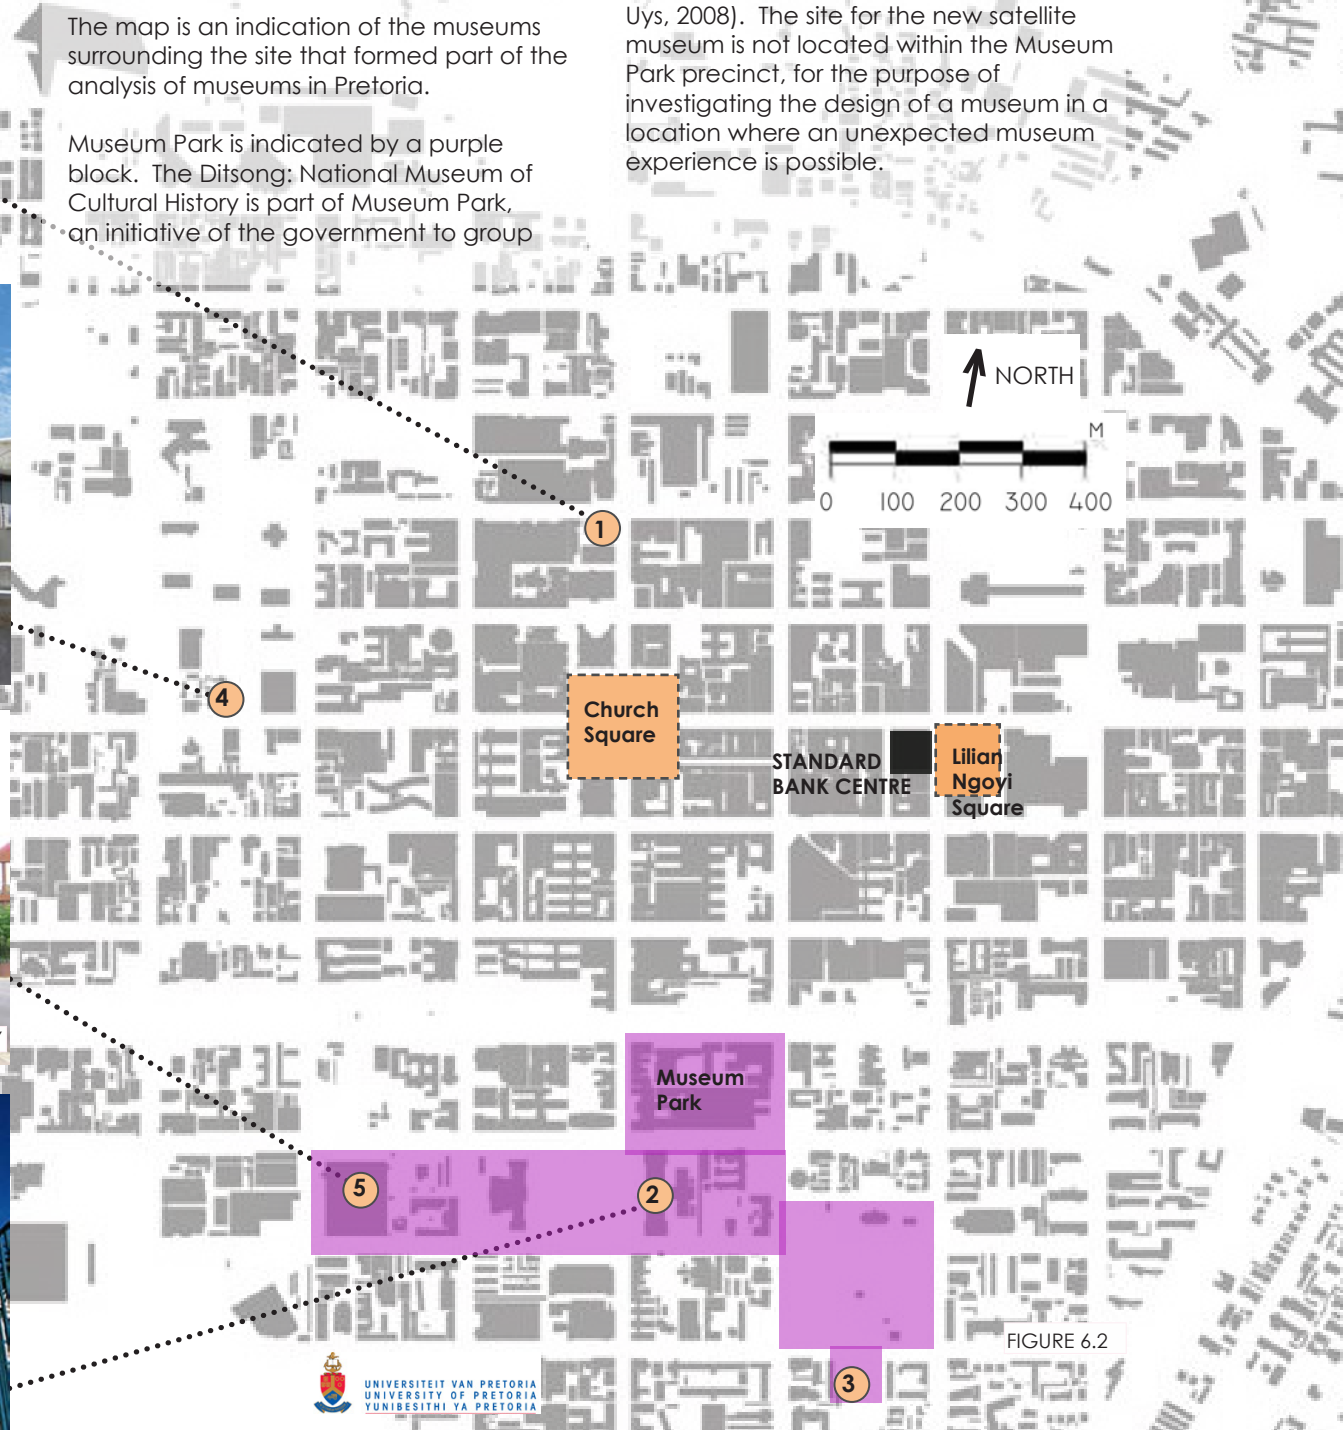 The map is an indication of the museums
surrounding the site that formed part of the
analysis of museums in Pretoria.
Museum Park is indicated by a purple
block.  The Ditsong: National Museum of
Cultural History is part of Museum Park,
an initiative of the government to group
Uys, 2008).  The site for the new satellite
museum is not located within the Museum
Park precinct, for the purpose of
investigating the design of a museum in a
location where an unexpected museum
experience is possible.
NORTH
M
0 100 200 300 400
1
4
Church
Square
STANDARD
BANK CENTRE
Lilian
Ngoyi
Square
Museum
Park
5
2
3
FIGURE 6.2
UNIVERSITEIT VAN PRETORIA
UNIVERSITY OF PRETORIA
YUNIBESITHI YA PRETORIA